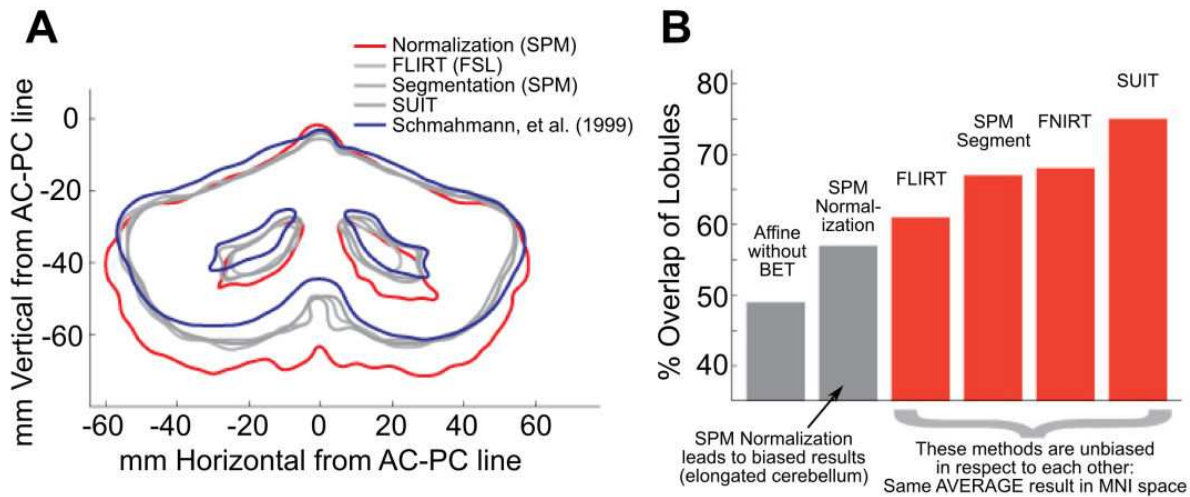 A
Normalization (SPM)
FLIRT (FSL)
Segmentation (SPM)
SUIT
Schmahmann, et al. (1999)
mm Vertical from AC-PC line
0
-20
-40
-60
-60 -40 -20 0 20 40 60
mm Horizontal from AC-PC line
B
% Overlap of Lobules
80
70
60
50
40
Affine
without
BET
SPM
Normal-
ization
FLIRT
SPM
Segment
FNIRT
SUIT
SPM Normalization
leads to biased results
(elongated cerebellum)
These methods are unbiased
in respect to each other:
Same AVERAGE result in MNI space